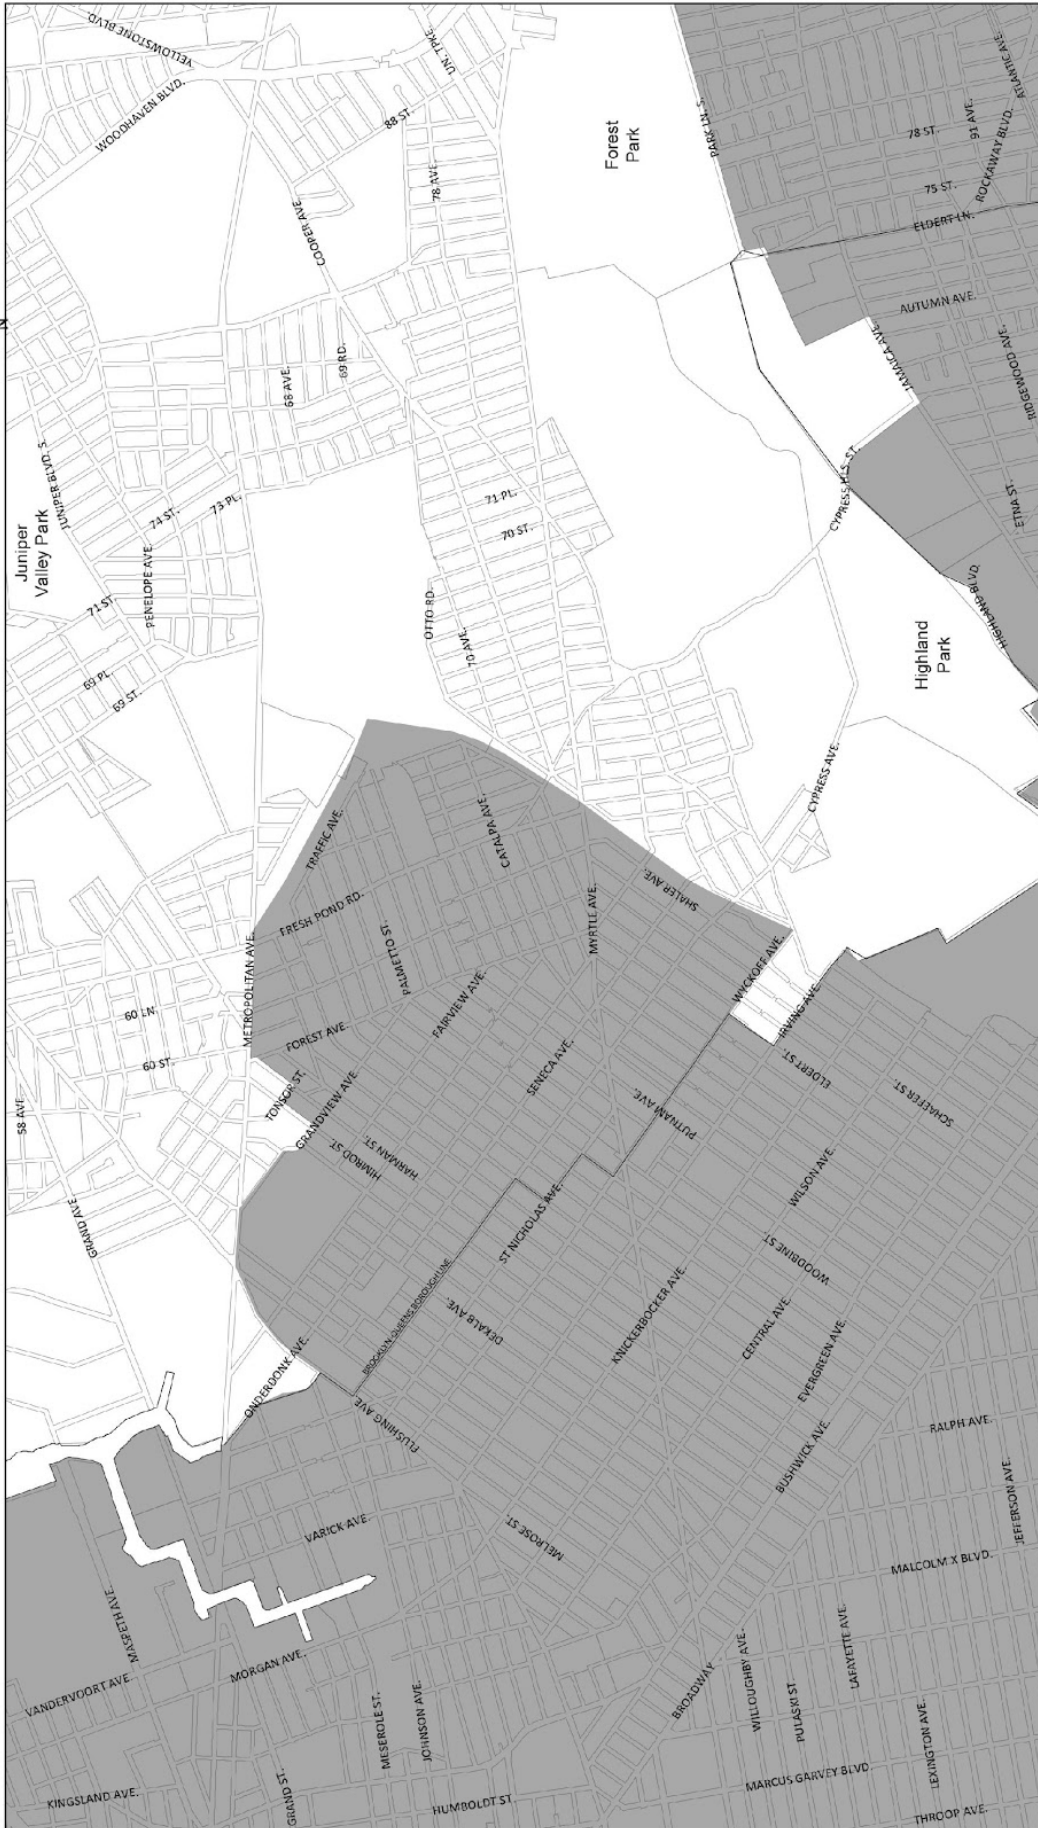 YELLOWSTONE BLVD
WOODHAVEN BLVD.
UN. TPKE.
88 ST.
78 AVE.
COOPER AVE.
Forest
Park
PARK LN. S.
ATLANTIC AVE.
91 AVE.
78 ST.
ROCKAWAY BLVD.
75 ST.
ELDERT LN.
AUTUMN AVE.
JAMAICA AVE.
RIDGEWOOD AVE.
N
68 AVE.
69 RD.
Juniper
Valley Park
JUNIPER BLVD. S.
74 ST.
73 PL.
PENELOPE AVE.
71 ST.
69 PL.
69 ST.
71 PL.
70 ST.
OTTO RD.
70 AVE.
CYPRESS HLS. ST.
ETNA ST.
HIGHLAND BLVD.
Highland
Park
CYPRESS AVE.
TRAFFIC AVE.
CATALPA AVE.
FRESH POND RD.
PALMETTO ST.
MYRTLE AVE.
SHALER AVE.
METROPOLITAN AVE.
FAIRVIEW AVE.
WYCKOFF AVE.
IRVING AVE.
60 LN.
60 ST.
FOREST AVE.
TONSOR ST.
GRANDVIEW AVE.
SENECA AVE.
ELDERT ST.
SCHAEFER ST.
PUTNAM AVE.
58 AVE.
HIMROD ST.
HARMAN ST.
GRAND AVE
ST NICHOLAS AVE.
WILSON AVE.
WOODBINE ST.
BROOKLYN QUEENS BOROUGH LINE
DEKALB AVE.
KNICKERBOCKER AVE.
CENTRAL AVE.
EVERGREEN AVE.
ONDERDONK AVE.
FLUSHING AVE.
BUSHWICK AVE.
RALPH AVE.
JEFFERSON AVE.
VARICK AVE.
MELROSE ST.
MALCOLM X BLVD.
MASPETH AVE.
VANDERVOORT AVE.
MORGAN AVE.
MESEROLE ST.
JOHNSON AVE.
BROADWAY
WILLOUGHBY AVE.
PULASKI ST.
LAFAYETTE AVE.
LEXINGTON AVE.
KINGSLAND AVE.
GRAND ST.
HUMBOLDT ST.
MARCUS GARVEY BLVD.
THROOP AVE.